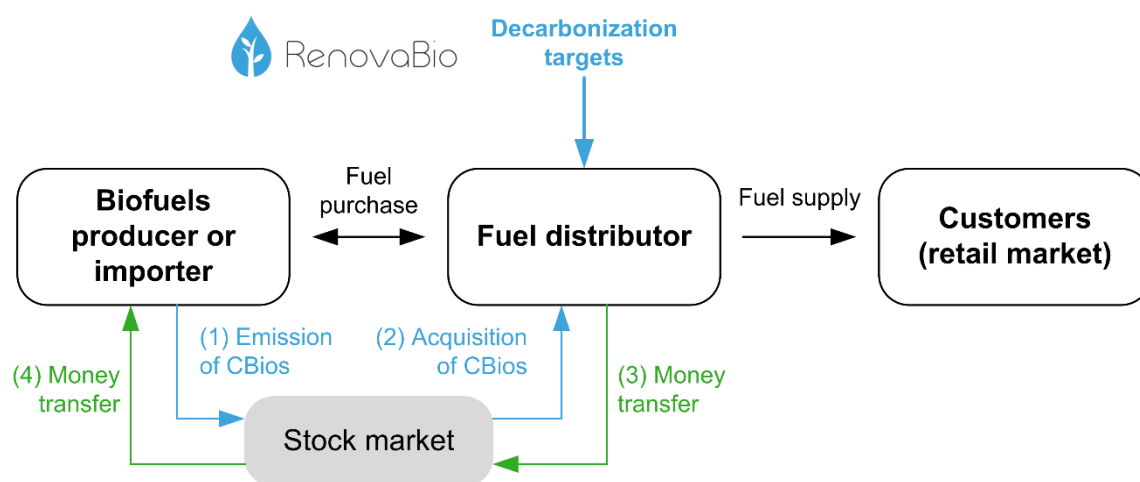 RenovaBio
Decarbonization
targets
Biofuels
producer or
importer
Fuel
purchase
Fuel distributor
Fuel supply
Customers
(retail market)
(4) Money
transfer
(1) Emission
of CBios
(2) Acquisition
of CBios
(3) Money
transfer
Stock market